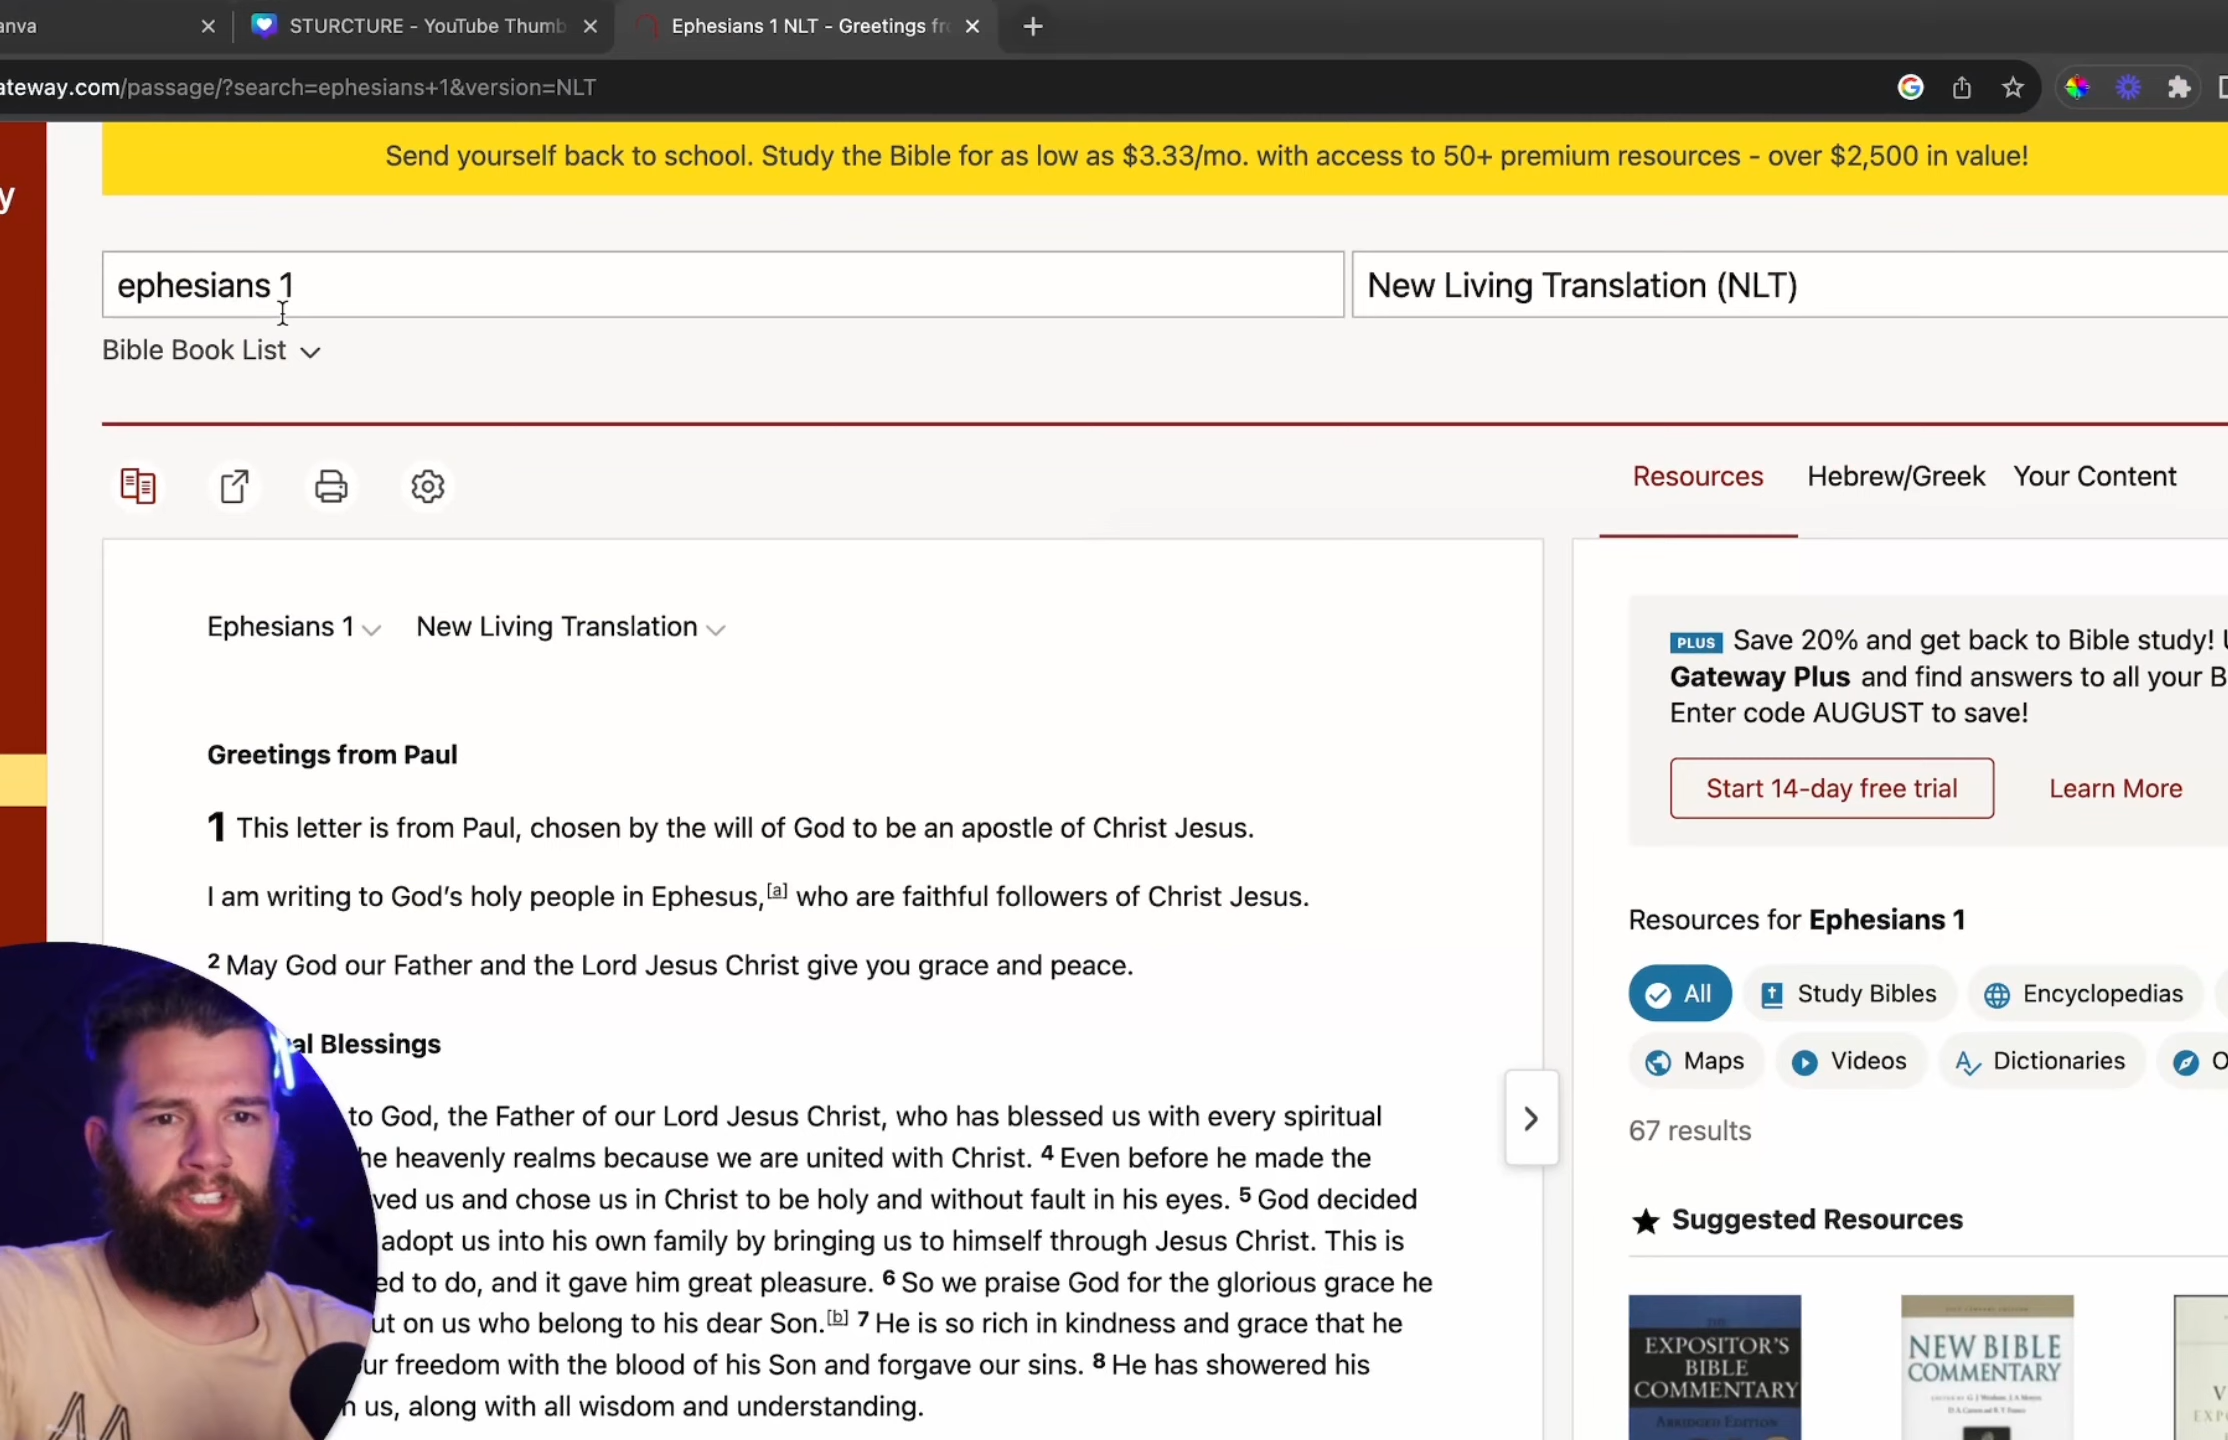 anva
STURCTURE - YouTube Thumb
Ephesians 1 NLT - Greetings fr
ateway.com/passage/?search=ephesians+1&version=NLT
y
Send yourself back to school. Study the Bible for as low as $3.33/mo. with access to 50+ premium resources - over $2,500 in value!
ephesians 1
New Living Translation (NLT)
Bible Book List
Resources Hebrew/Greek Your Content
Ephesians 1 New Living Translation
Greetings from Paul
1 This letter is from Paul, chosen by the will of God to be an apostle of Christ Jesus.
I am writing to God's holy people in Ephesus,[a] who are faithful followers of Christ Jesus.
2 May God our Father and the Lord Jesus Christ give you grace and peace.
al Blessings
to God, the Father of our Lord Jesus Christ, who has blessed us with every spiritual
he heavenly realms because we are united with Christ. 4 Even before he made the
ved us and chose us in Christ to be holy and without fault in his eyes. 5 God decided
adopt us into his own family by bringing us to himself through Jesus Christ. This is
ed to do, and it gave him great pleasure. 6 So we praise God for the glorious grace he
ut on us who belong to his dear Son.[b] 7 He is so rich in kindness and grace that he
ur freedom with the blood of his Son and forgave our sins. 8 He has showered his
n us, along with all wisdom and understanding.
PLUS Save 20% and get back to Bible study! U
Gateway Plus and find answers to all your B
Enter code AUGUST to save!
Start 14-day free trial
Learn More
Resources for Ephesians 1
All Study Bibles Encyclopedias
Maps Videos Dictionaries O
67 results
Suggested Resources
THE
EXPOSITOR'S
BIBLE
COMMENTARY
ABRIDGED EDITION
NEW BIBLE
COMMENTARY
V
EXP
44